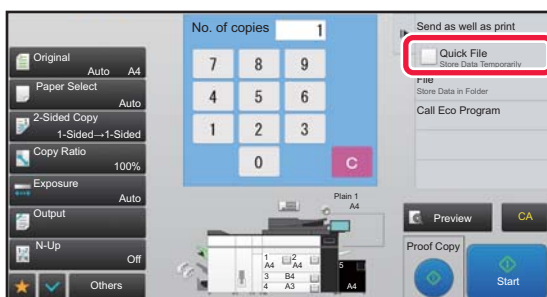 No. of copies
1
Send as well as print
Quick File
Store Data Temporarily
File
Store Data in Folder
Call Eco Program
Original
Auto A4
Paper Select
Auto
2-Sided Copy
1-Sided→1-Sided
Copy Ratio
100%
Exposure
Auto
Output
N-Up
Off
Others
7 8 9
4 5 6
1 2 3
0 C
Plain 1
A4
1 2
A4 A4
3 B4
4 A3
5
A4
Preview
CA
Proof Copy
Start